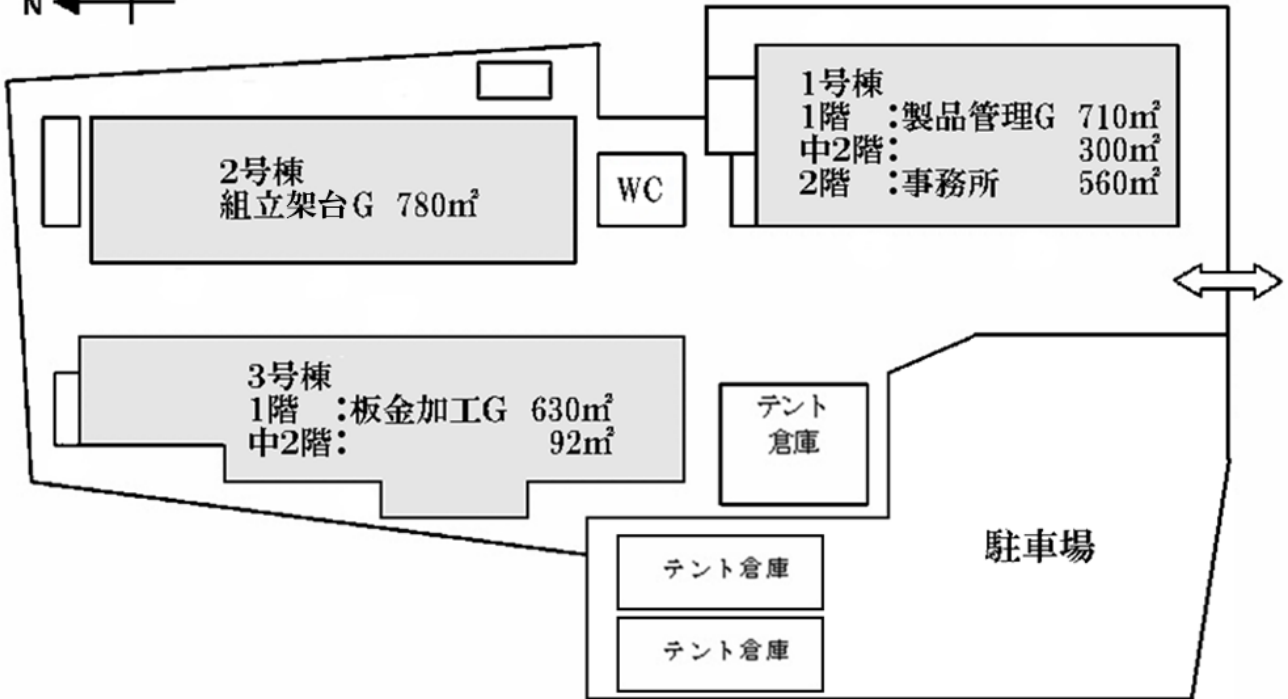 N
1号棟
1階 :製品管理G 710㎡
中2階: 300㎡
2階 :事務所 560㎡
2号棟
組立架台G 780㎡
WC
3号棟
1階 :板金加工G 630㎡
中2階: 92㎡
テント
倉庫
駐車場
テント倉庫
テント倉庫